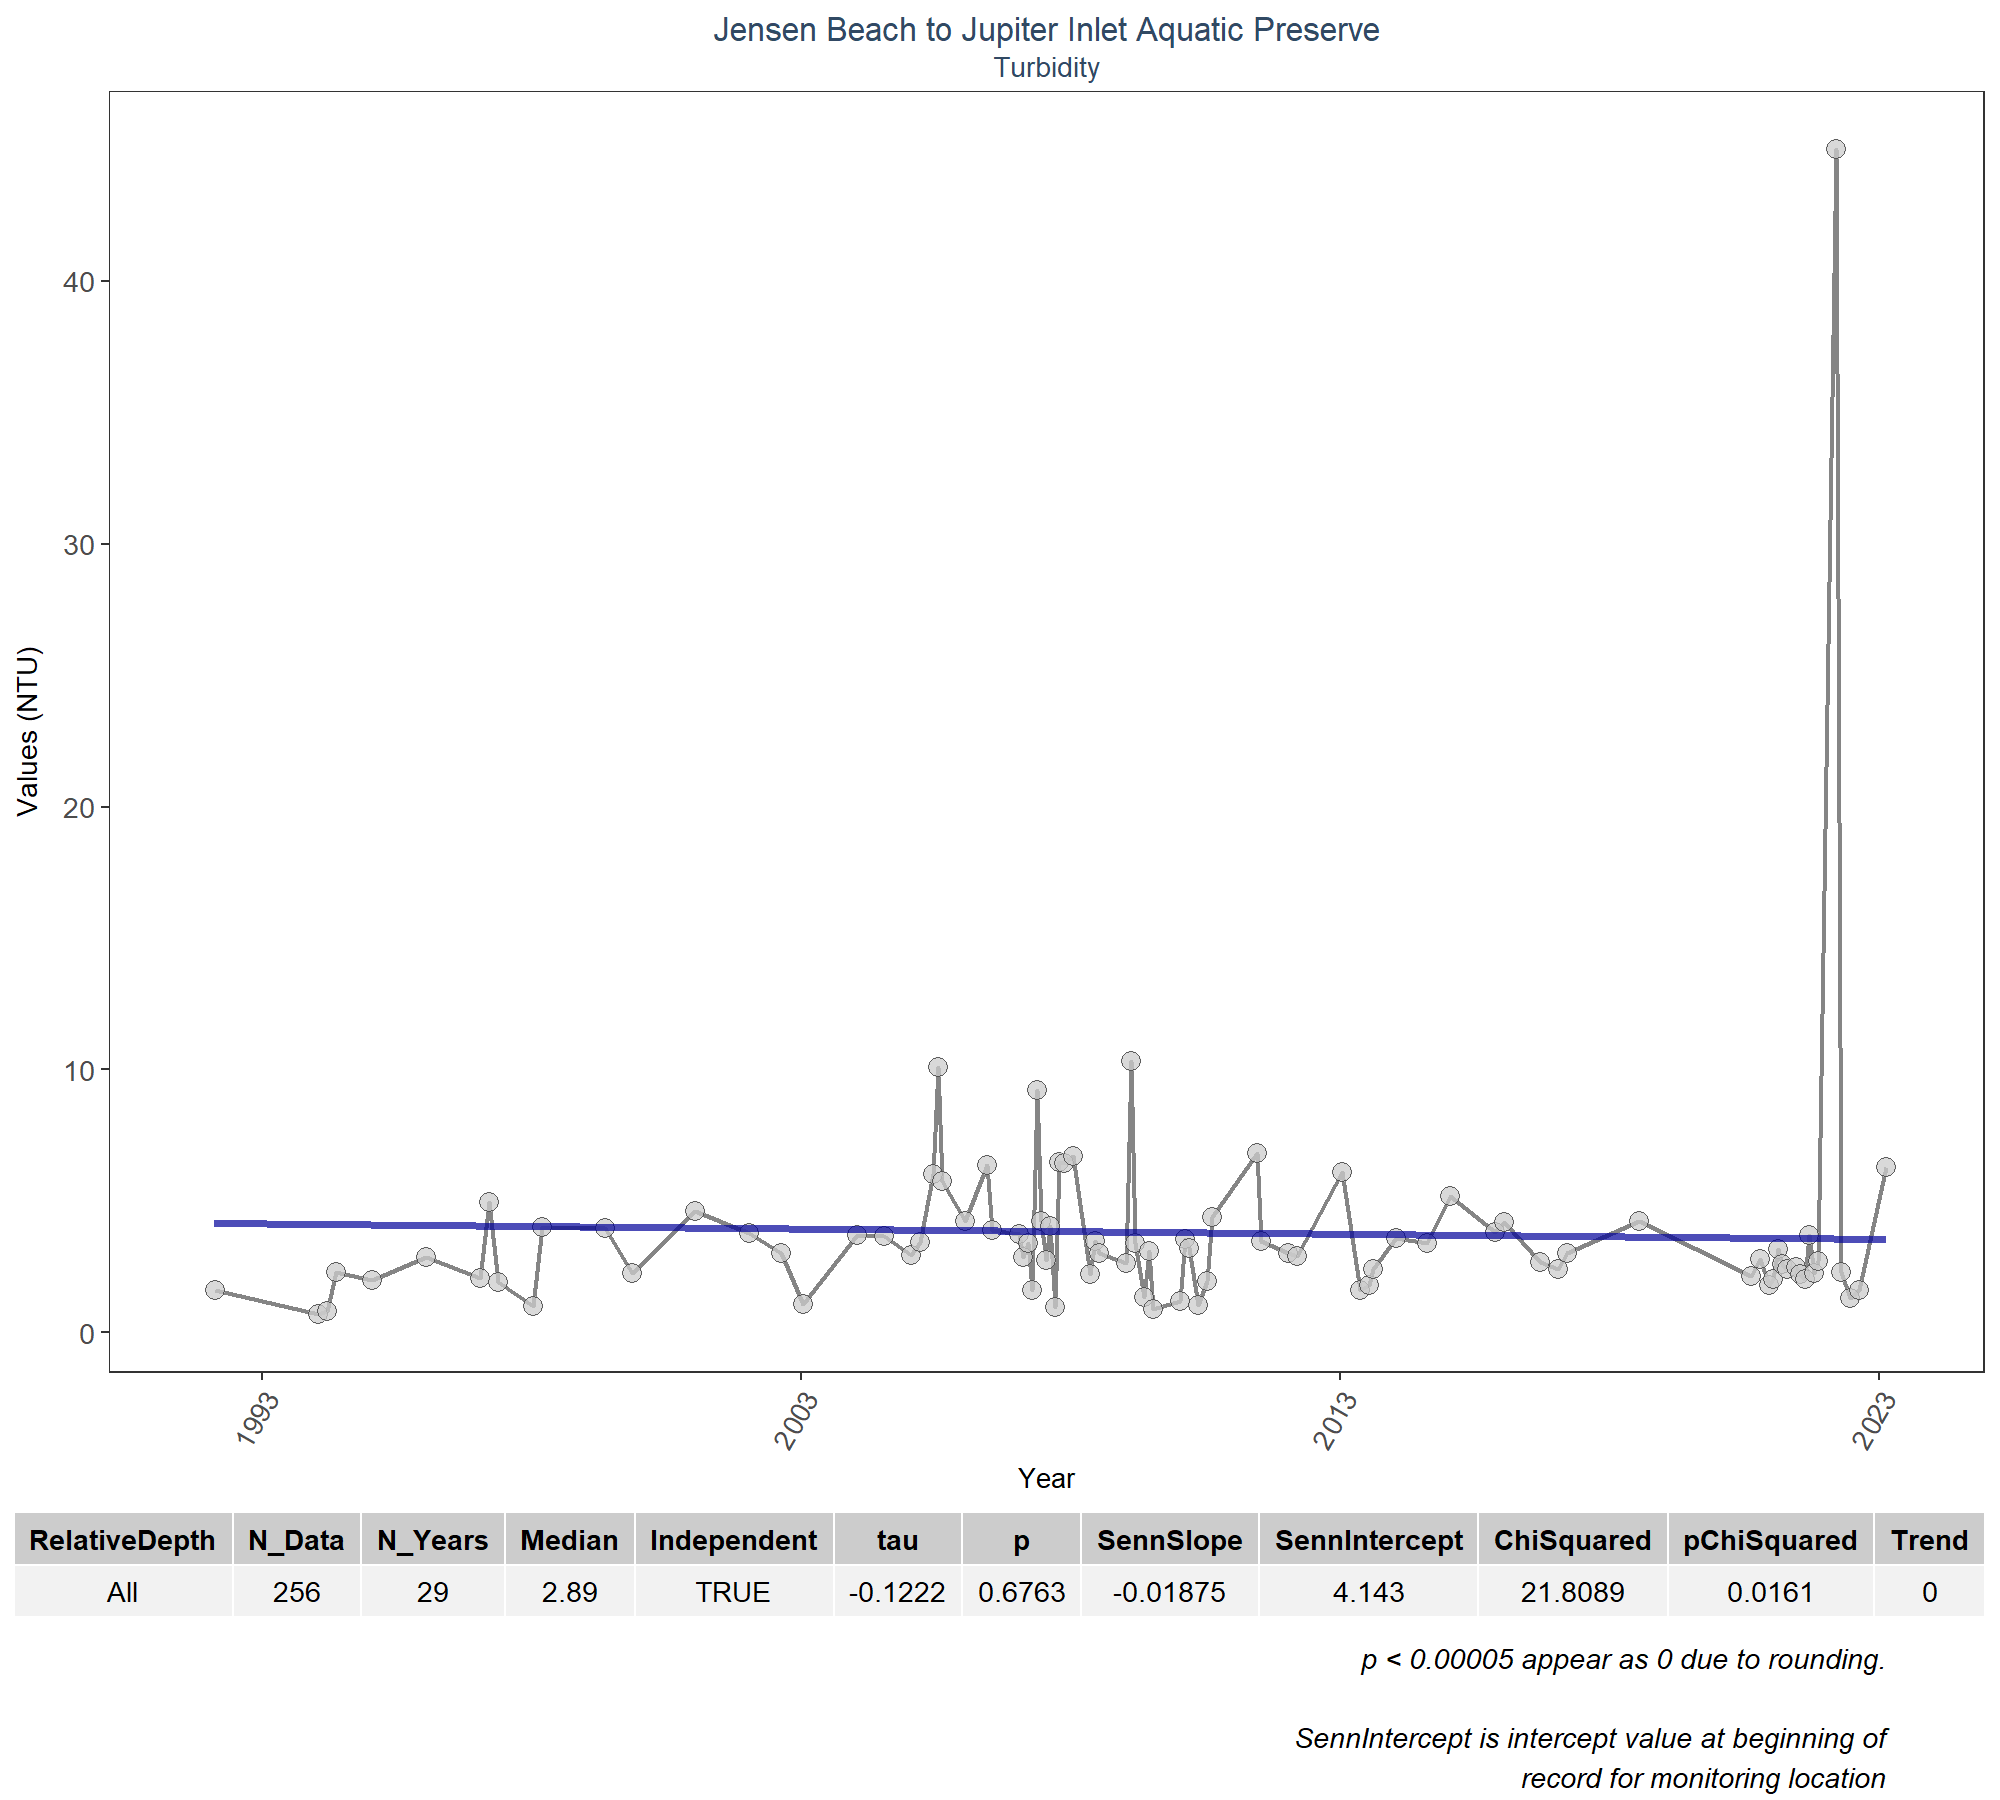 Jensen Beach to Jupiter Inlet Aquatic Preserve
Turbidity
Values (NTU)
40
30
20
10
0
1993
2003
2013
2023
Year
RelativeDepth N_Data N_Years Median Independent tau p SennSlope SennIntercept ChiSquared pChiSquared Trend
All 256 29 2.89 TRUE -0.1222 0.6763 -0.01875 4.143 21.8089 0.0161 0
p < 0.00005 appear as 0 due to rounding.
SennIntercept is intercept value at beginning of
record for monitoring location